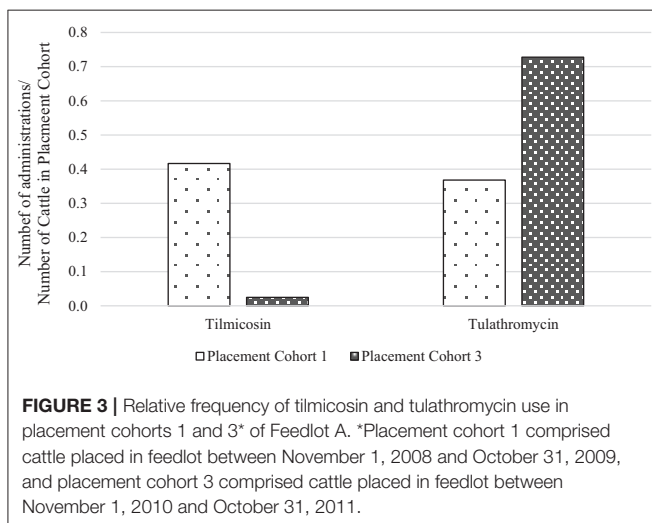 0.8
0.7
0.6
0.5
0.4
0.3
0.2
0.1
0.0
Numbef of administrations/
Number of Cattle in Placmeent Cohort
Tilmicosin Tulathromycin
Placement Cohort 1 Placement Cohort 3
FIGURE 3 | Relative frequency of tilmicosin and tulathromycin use in
placement cohorts 1 and 3* of Feedlot A. *Placement cohort 1 comprised
cattle placed in feedlot between November 1, 2008 and October 31, 2009,
and placement cohort 3 comprised cattle placed in feedlot between
November 1, 2010 and October 31, 2011.